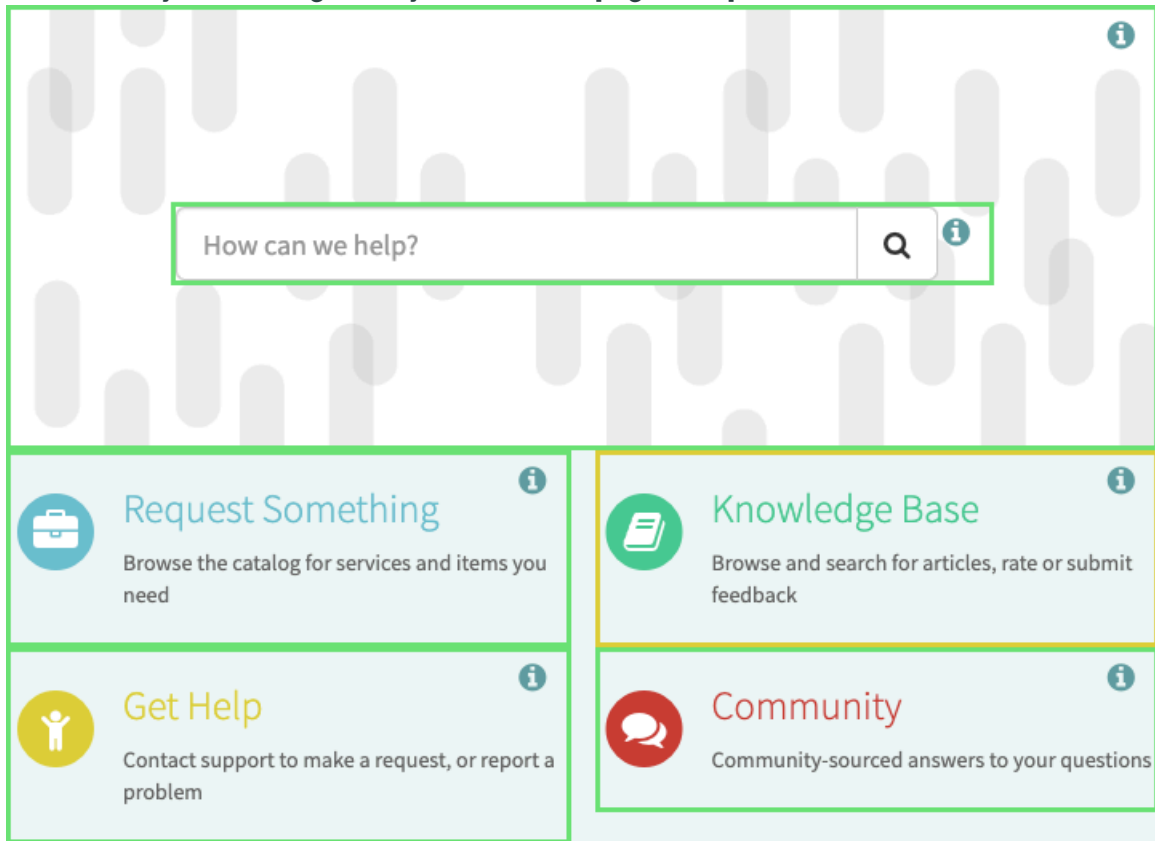 How can we help?
Request Something
Browse the catalog for services and items you
need
Knowledge Base
Browse and search for articles, rate or submit
feedback
Get Help
Contact support to make a request, or report a
problem
Community
Community-sourced answers to your questions